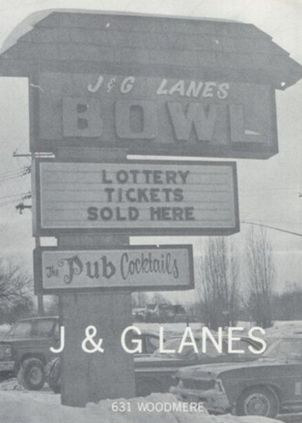 J & G LANES
BOWL
LOTTERY
TICKETS
SOLD HERE
The Pub Cocktails
J & G LANES
631 WOODMERE